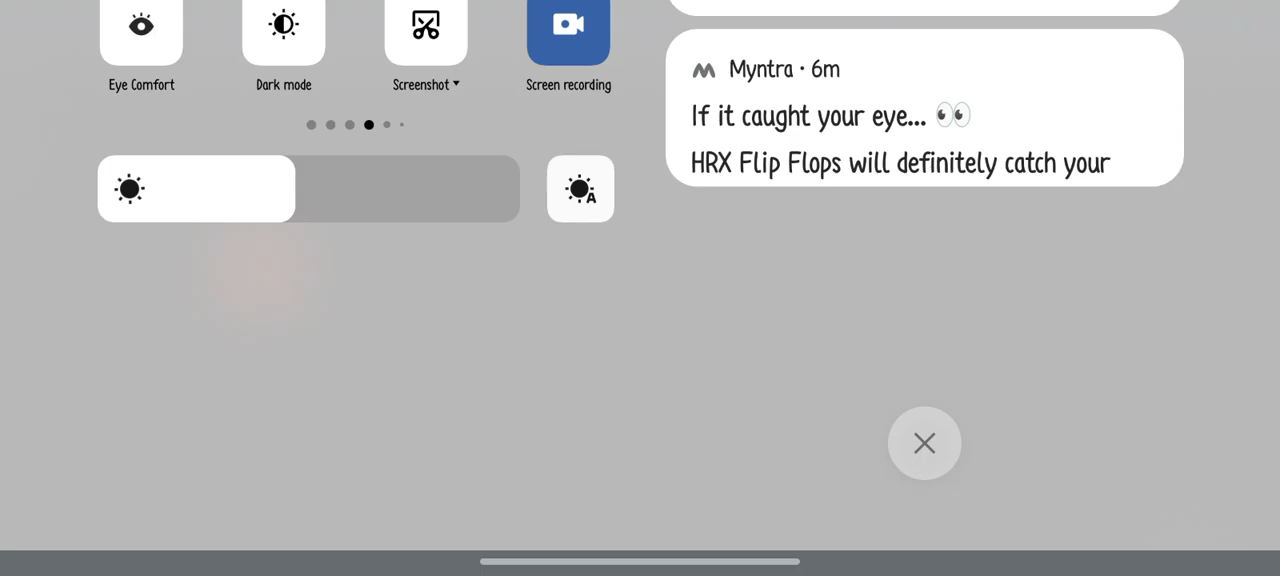 Eye Comfort
Dark mode
Screenshot
Screen recording
A
Myntra · 6m
If it caught your eye... 👀
HRX Flip Flops will definitely catch your